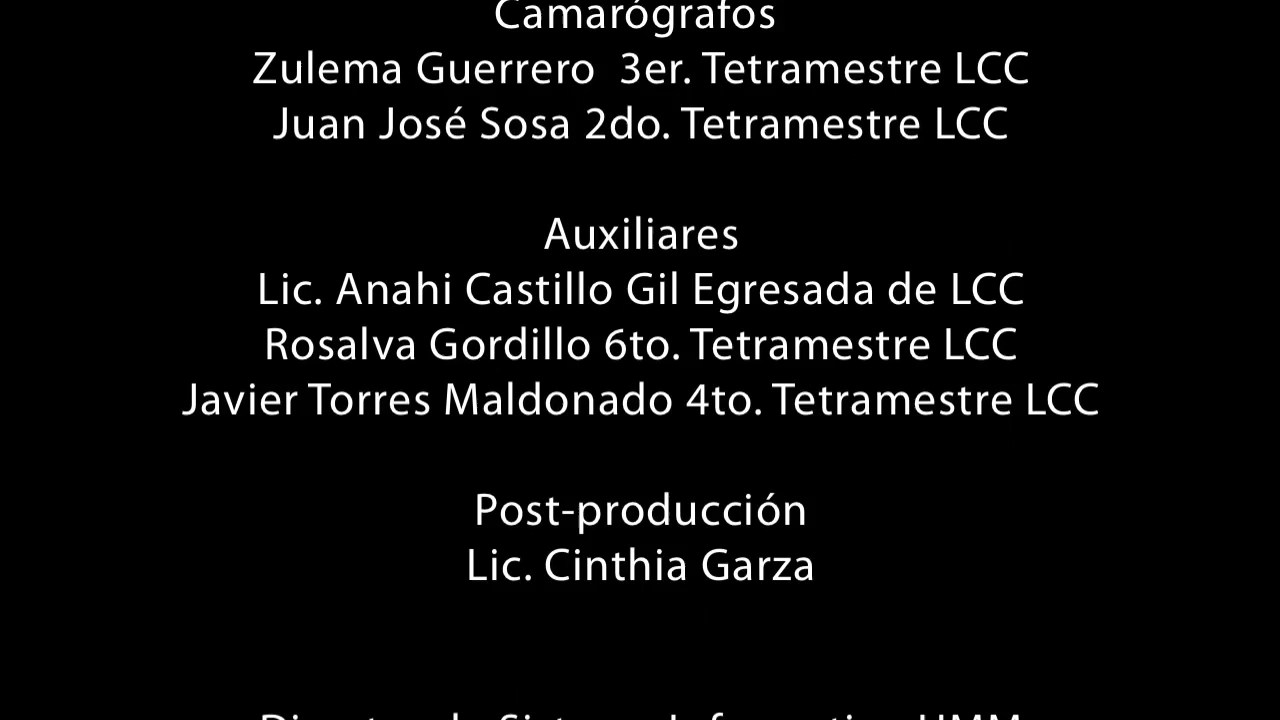 Camarógrafos
Zulema Guerrero  3er. Tetramestre LCC
Juan José Sosa 2do. Tetramestre LCC
Auxiliares
Lic. Anahi Castillo Gil Egresada de LCC
Rosalva Gordillo 6to. Tetramestre LCC
Javier Torres Maldonado 4to. Tetramestre LCC
Post-producción
Lic. Cinthia Garza